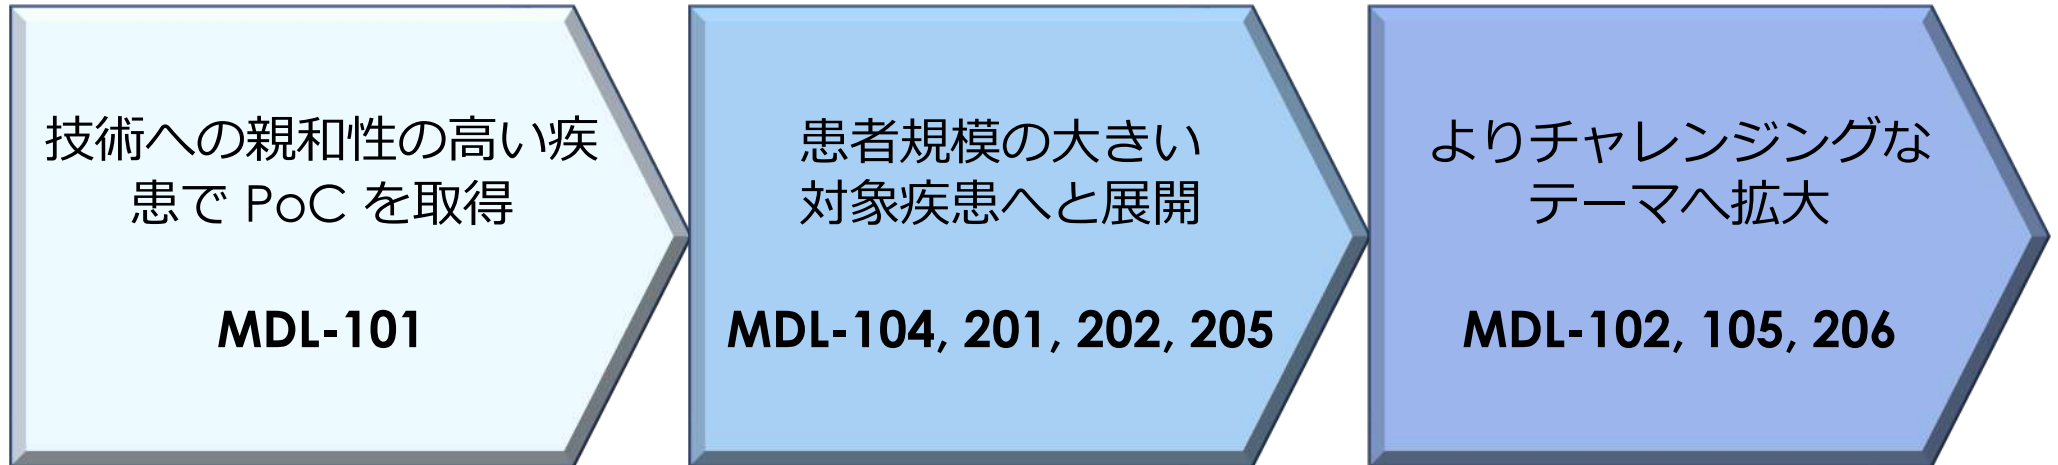 技術への親和性の高い疾
患で PoC を取得
MDL-101
患者規模の大きい
対象疾患へと展開
MDL-104, 201, 202, 205
よりチャレンジングな
テーマへ拡大
MDL-102, 105, 206